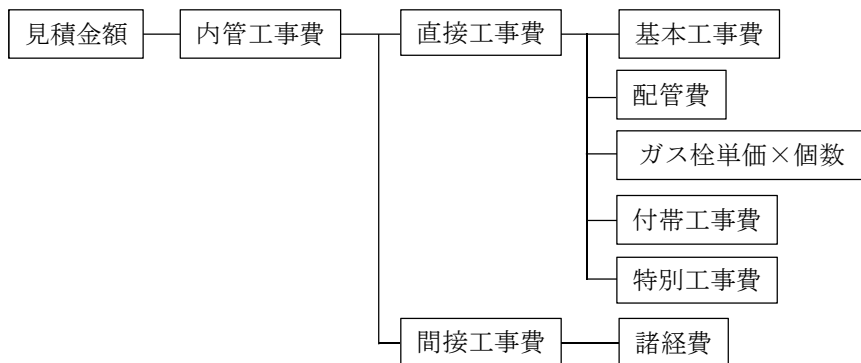 見積金額
内管工事費
直接工事費
基本工事費
配管費
ガス栓単価×個数
付帯工事費
特別工事費
間接工事費
諸経費